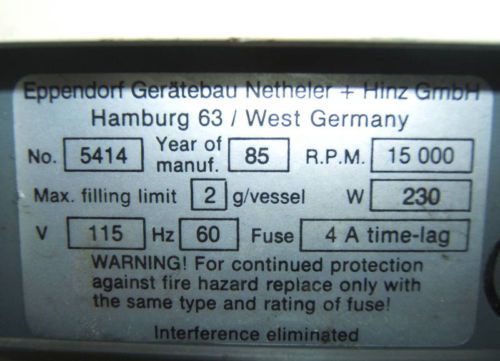 Eppendorf Gerätebau Netheler + Hinz GmbH
Hamburg 63 / West Germany
No. 5414 Year of manuf. 85 R.P.M. 15 000
Max. filling limit 2 g/vessel W 230
V 115 Hz 60 Fuse 4 A time-lag
WARNING! For continued protection
against fire hazard replace only with
the same type and rating of fuse!
Interference eliminated